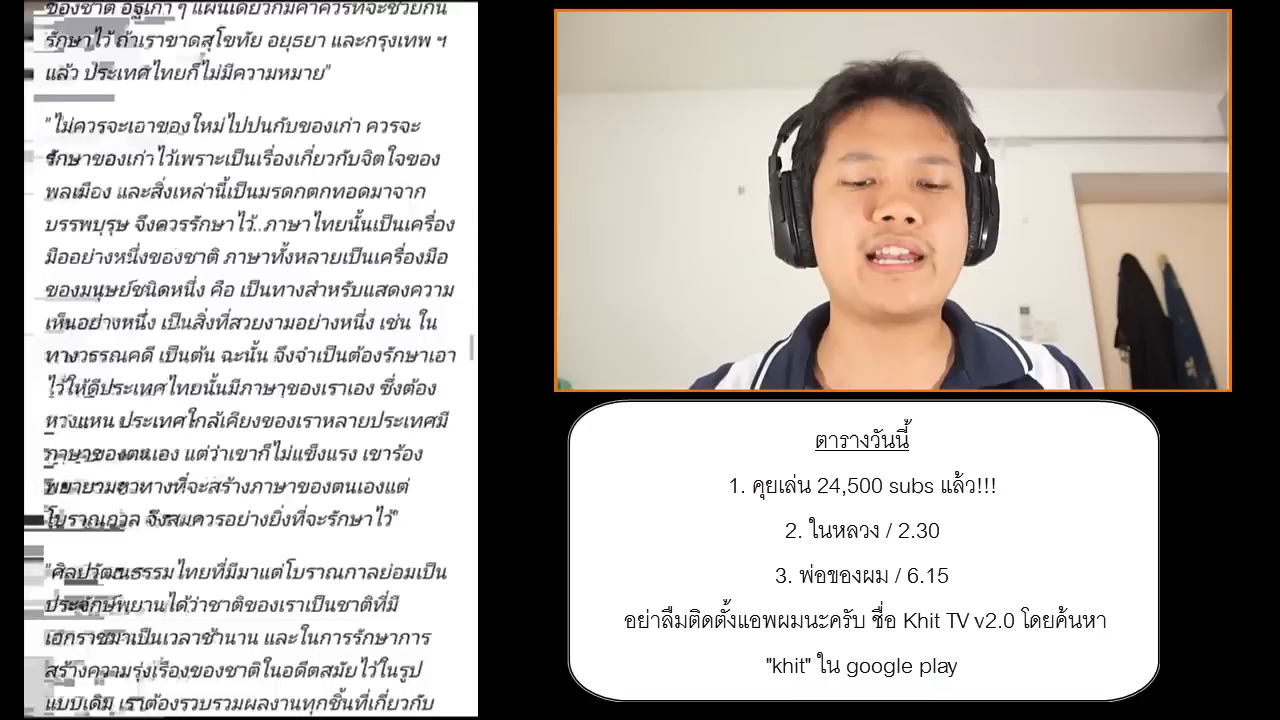 ของชาติ อิฐเก่า ๆ แผ่นเดียวก็มีค่าควรที่จะช่วยกัน
รักษาไว้ ถ้าเราขาดสุโขทัย อยุธยา และกรุงเทพ ฯ
แล้ว ประเทศไทยก็ไม่มีความหมาย”
"ไม่ควรจะเอาของใหม่ไปปนกับของเก่า ควรจะ
รักษาของเก่าไว้เพราะเป็นเรื่องเกี่ยวกับจิตใจของ
พลเมือง และสิ่งเหล่านี้เป็นมรดกตกทอดมาจาก
บรรพบุรุษ จึงควรรักษาไว้..ภาษาไทยนั้นเป็นเครื่อง
มืออย่างหนึ่งของชาติ ภาษาทั้งหลายเป็นเครื่องมือ
ของมนุษย์ชนิดหนึ่ง คือ เป็นทางสำหรับแสดงความ
เห็นอย่างหนึ่ง เป็นสิ่งที่สวยงามอย่างหนึ่ง เช่น ใน
ทางวรรณคดี เป็นต้น ฉะนั้น จึงจำเป็นต้องรักษาเอา
ไว้ให้ดีประเทศไทยนั้นมีภาษาของเราเอง ซึ่งต้อง
หวงแหน ประเทศใกล้เคียงของเราหลายประเทศมี
ภาษาของตนเอง แต่ว่าเขาก็ไม่แข็งแรง เขาต้อง
พยายามหาทางที่จะสร้างภาษาของตนเองแต่
โบราณกาล จึงสมควรอย่างยิ่งที่จะรักษาไว้"
"ศิลปวัฒนธรรมไทยที่มีมาแต่โบราณกาลย่อมเป็น
ประจักษ์พยานได้ว่าชาติของเราเป็นชาติที่มี
เอกราชมาเป็นเวลาช้านาน และในการรักษาการ
สร้างความรุ่งเรืองของชาติในอดีตสมัยไว้ในรูป
แบบเดิม เราต้องรวบรวมผลงานทุกชิ้นที่เกี่ยวกับ
ตารางวันนี้
1. คุยเล่น 24,500 subs แล้ว!!!
2. ในหลวง / 2.30
3. พ่อของผม / 6.15
อย่าลืมติดตั้งแอพผมนะครับ ชื่อ Khit TV v2.0 โดยค้นหา
"khit" ใน google play